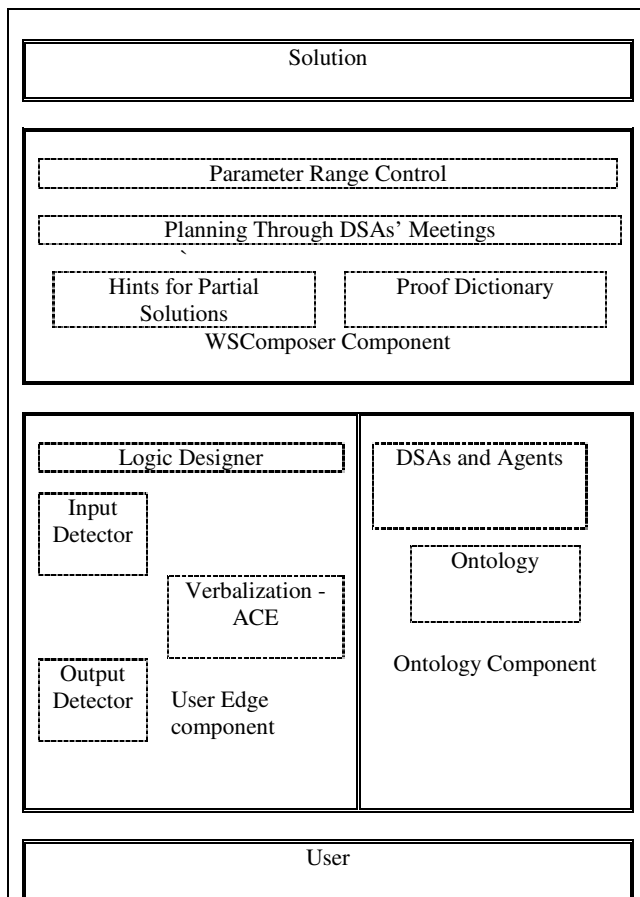 Solution
Parameter Range Control
Planning Through DSAs’ Meetings
`
Hints for Partial
Solutions
Proof Dictionary
WSComposer Component
Logic Designer
Input
Detector
Verbalization -
ACE
Output
Detector
User Edge
component
DSAs and Agents
Ontology
Ontology Component
User